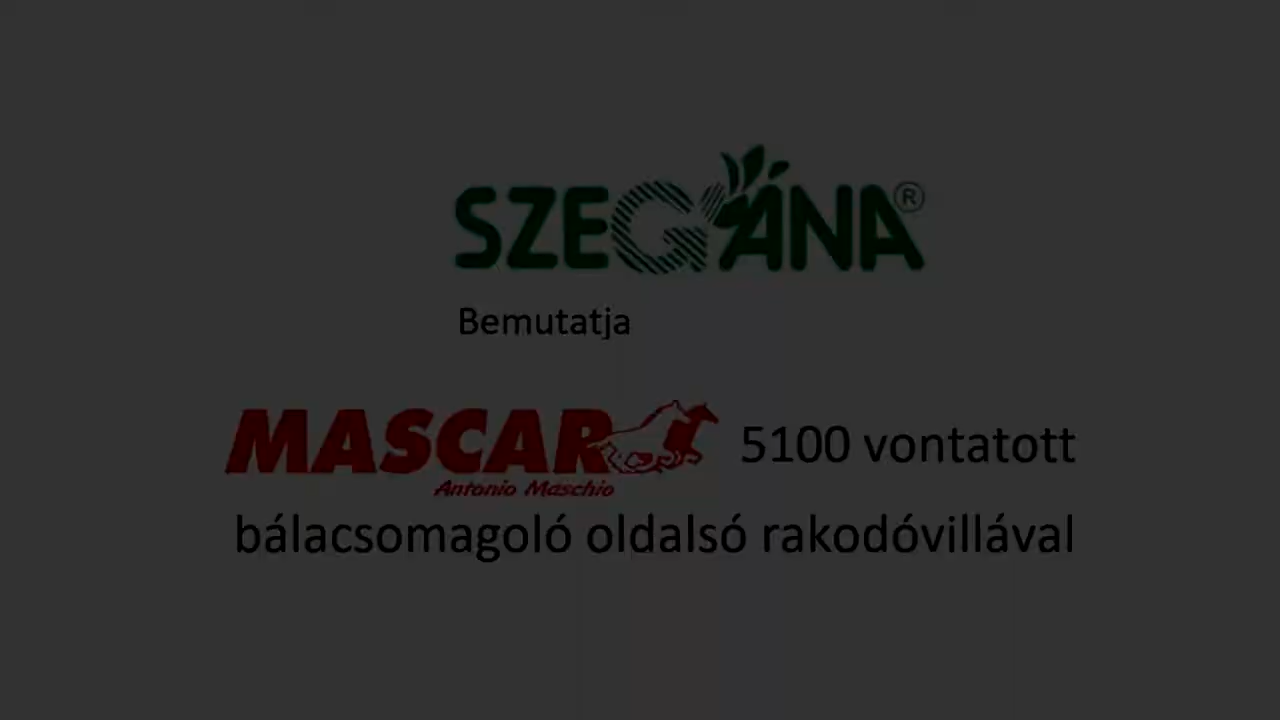 SZEGÁNA®
Bemutatja
MASCAR 5100 vontatott
Antonio Maschio
bálacsomagoló oldalsó rakodóvillával